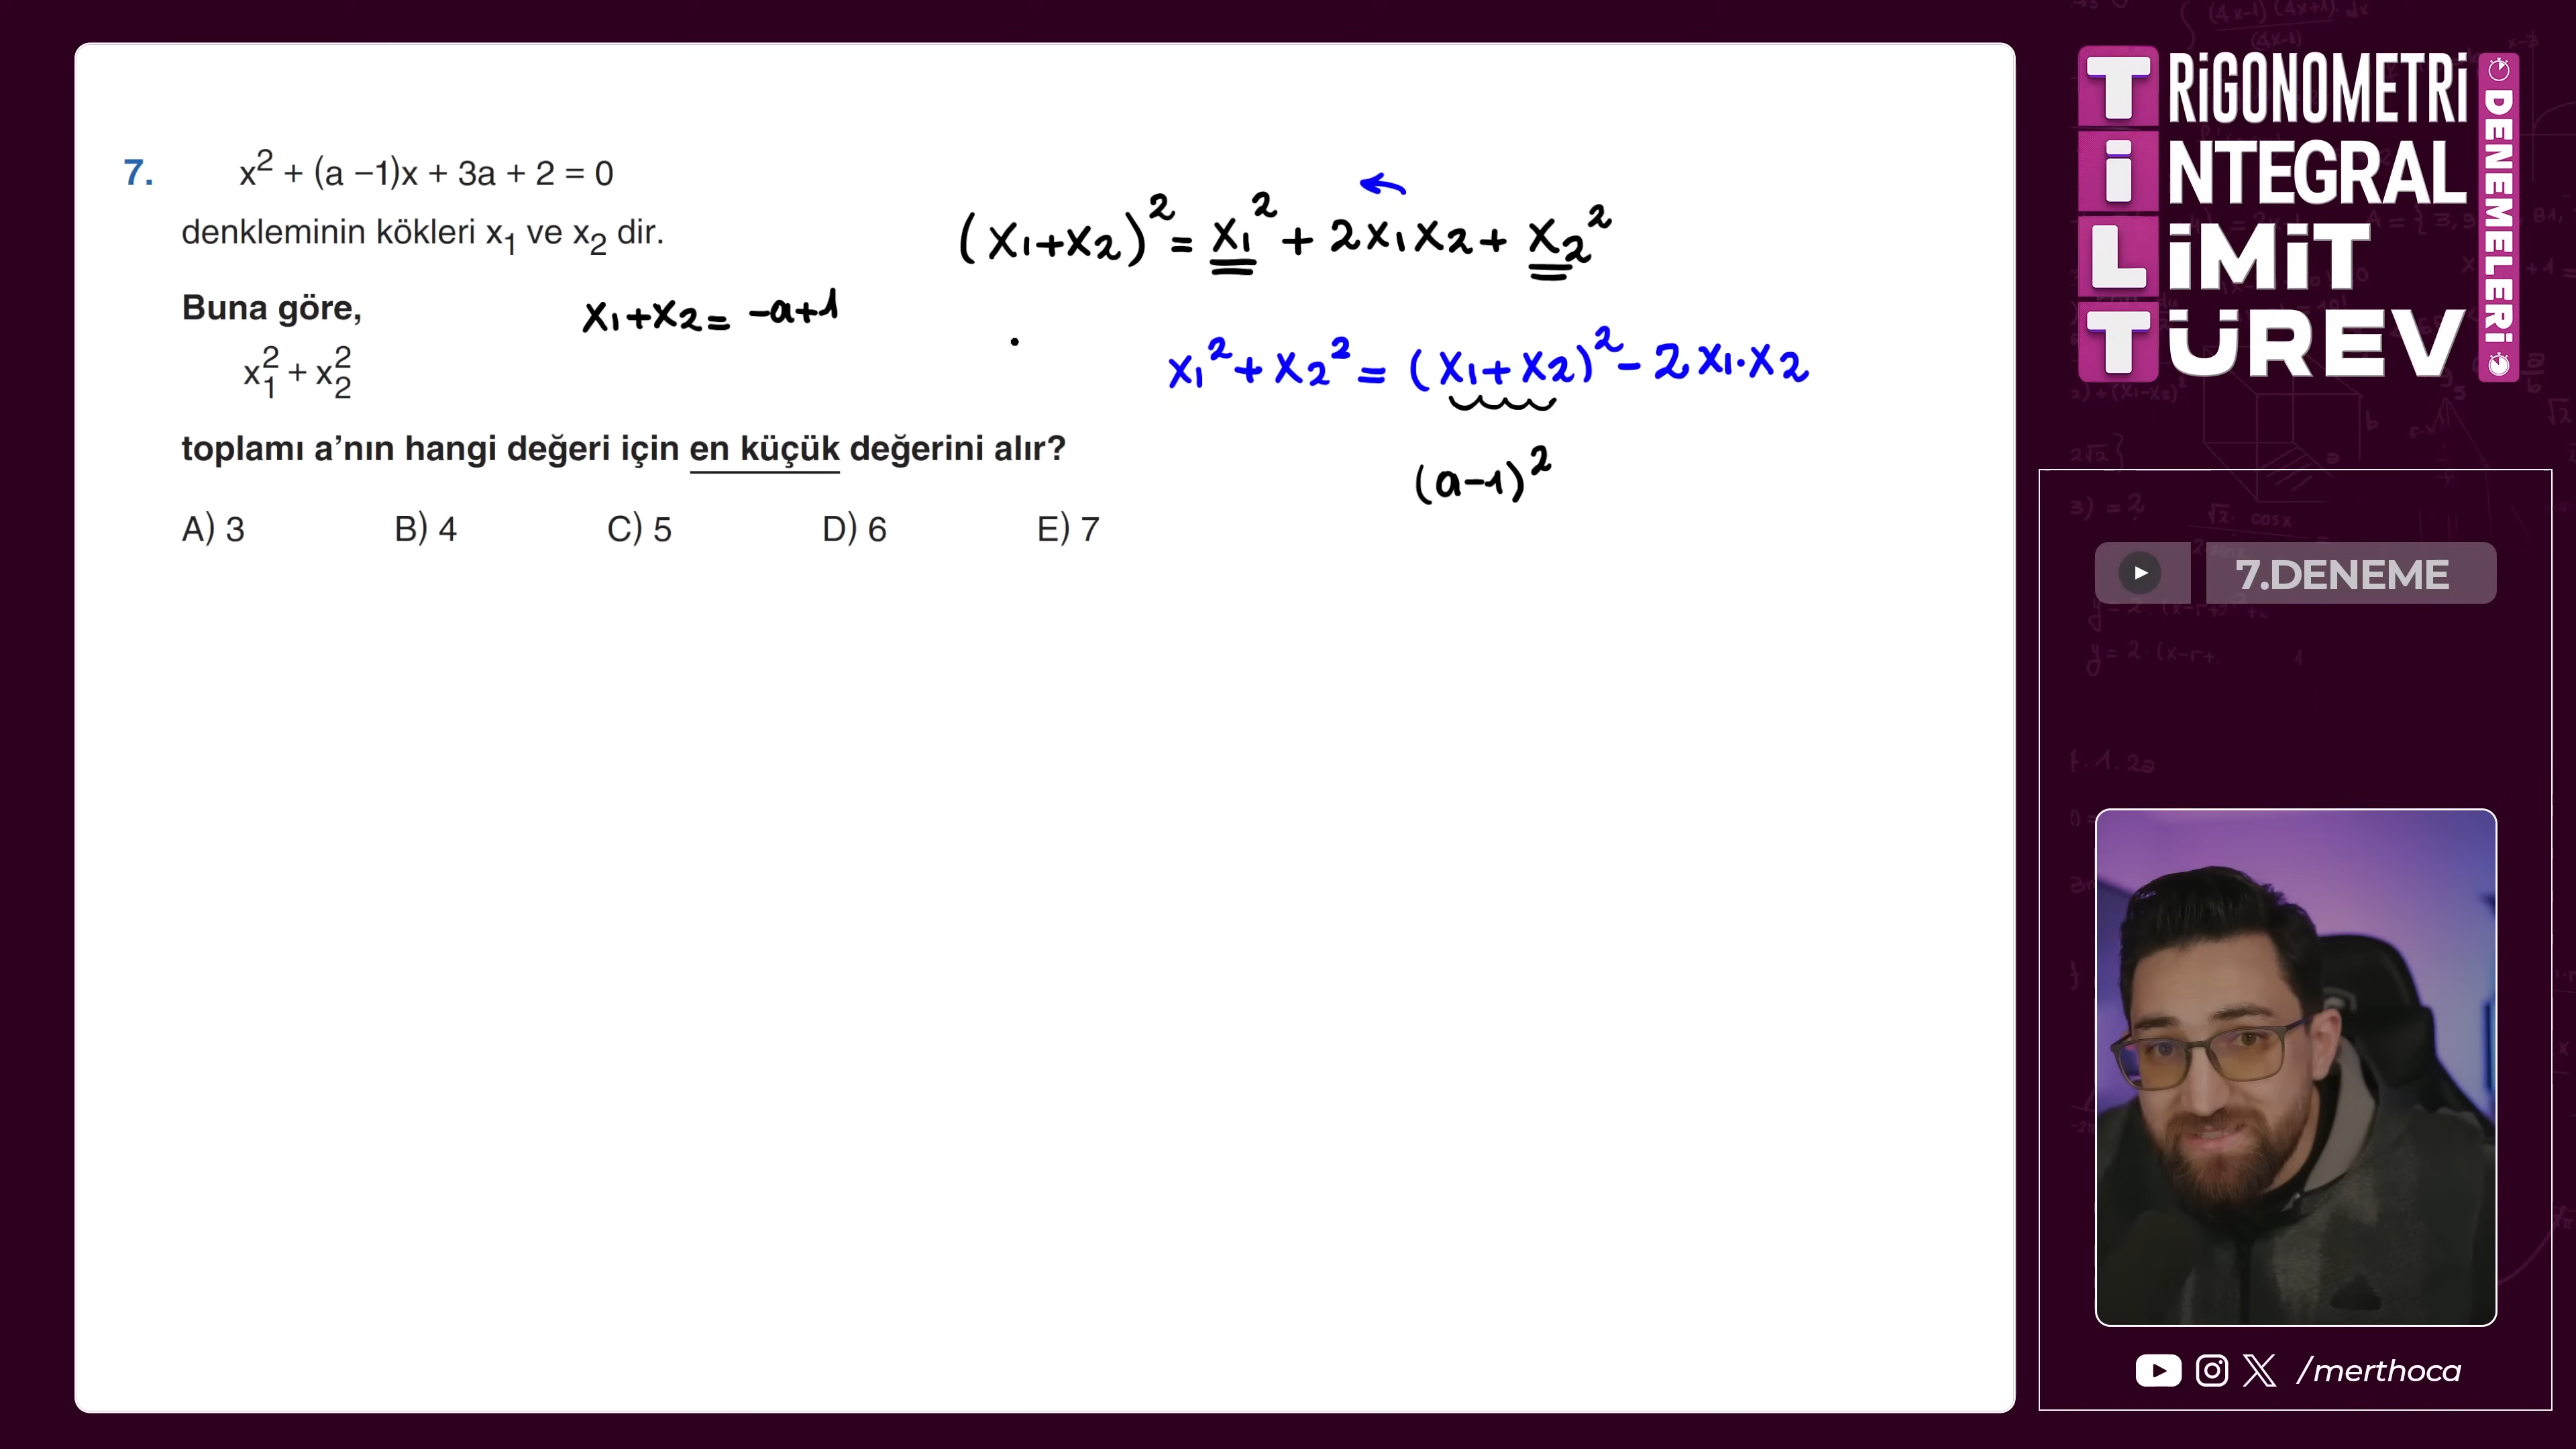 7. x² + (a −1)x + 3a + 2 = 0
denkleminin kökleri x₁ ve x₂ dir.
Buna göre,
x₁² + x₂²
toplamı a’nın hangi değeri için en küçük değerini alır?
A) 3 B) 4 C) 5 D) 6 E) 7
(x₁+x₂)² = x₁² + 2x₁x₂ + x₂²
x₁+x₂ = -a+1
x₁² + x₂² = (x₁+x₂)² - 2x₁·x₂
(a-1)²
TRiGONOMETRi
iNTEGRAL
LiMiT
TÜREV
DENEMELERi
7.DENEME
/merthoca